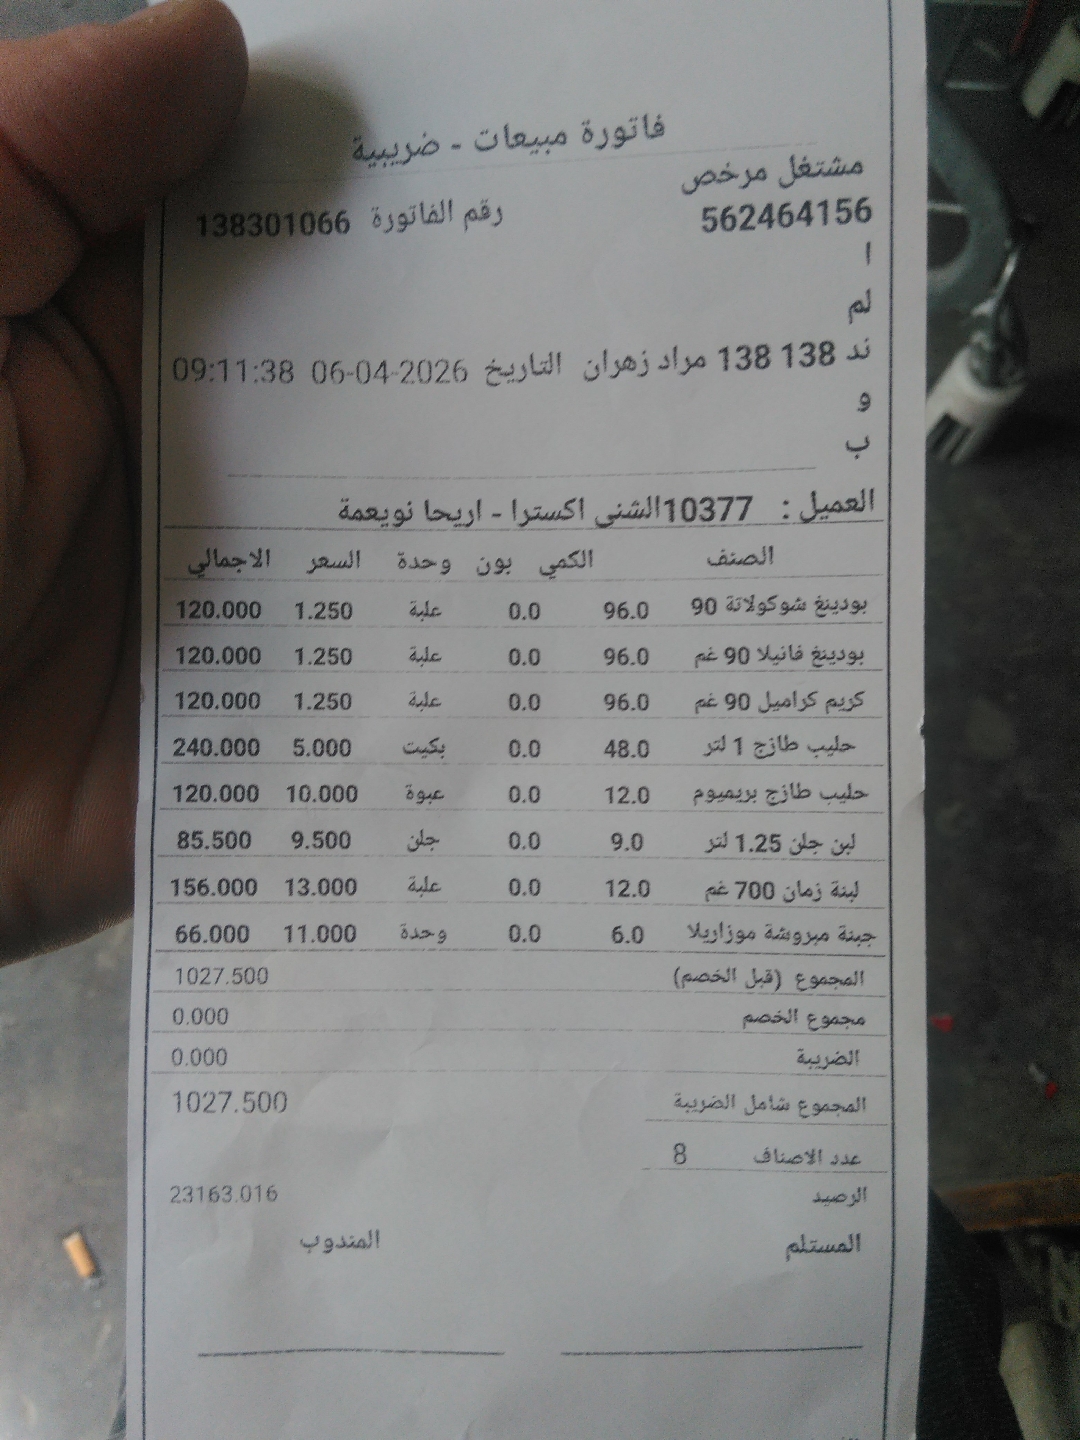 فاتورة مبيعات - ضريبية
مشتغل مرخص
562464156 رقم الفاتورة 138301066
ا
لم
ند 138 138 مراد زهران التاريخ 06-04-2026 09:11:38
و
ب
العميل : 10377الشني اكسترا - اريحا نويعمة
الصنف الكمي بون وحدة السعر الاجمالي
بودينغ شوكولاتة 90 96.0 0.0 علبة 1.250 120.000
بودينغ فانيلا 90 غم 96.0 0.0 علبة 1.250 120.000
كريم كراميل 90 غم 96.0 0.0 علبة 1.250 120.000
حليب طازج 1 لتر 48.0 0.0 بكيت 5.000 240.000
حليب طازج بريميوم 12.0 0.0 عبوة 10.000 120.000
لبن جلن 1.25 لتر 9.0 0.0 جلن 9.500 85.500
لبنة زمان 700 غم 12.0 0.0 علبة 13.000 156.000
جبنة مبروشة موزاريلا 6.0 0.0 وحدة 11.000 66.000
المجموع (قبل الخصم) 1027.500
مجموع الخصم 0.000
الضريبة 0.000
المجموع شامل الضريبة 1027.500
عدد الاصناف 8
الرصيد 23163.016
المستلم المندوب